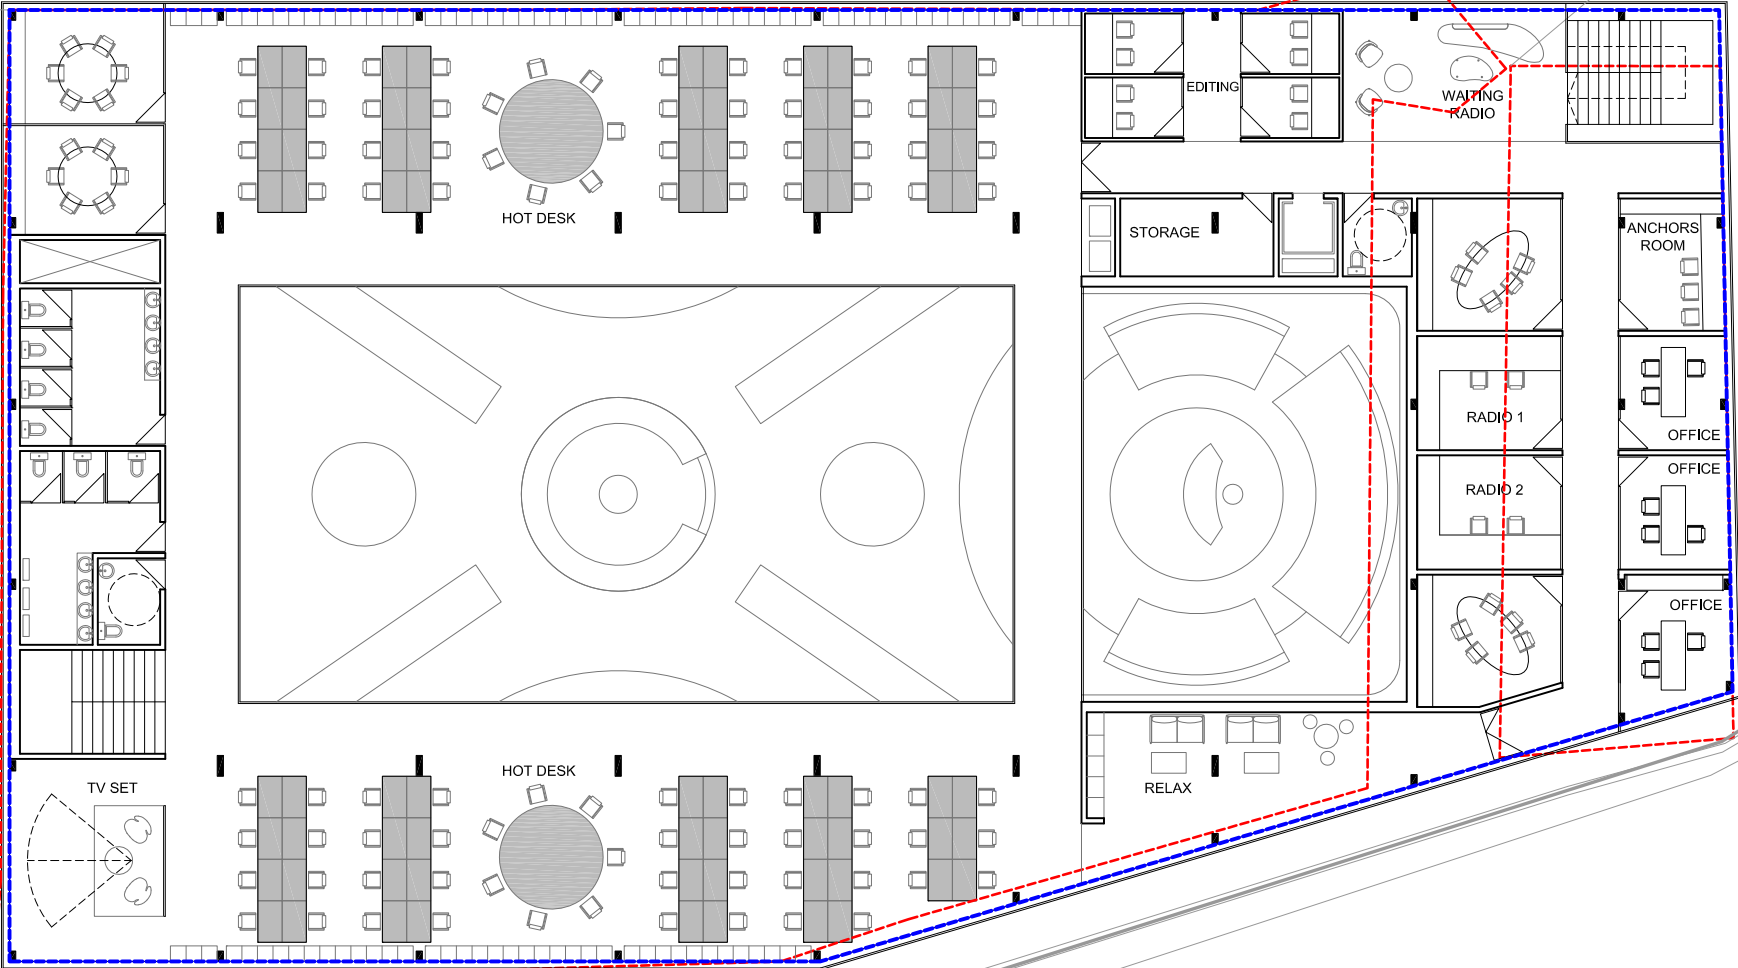 EDITING
WAITING
RADIO
HOT DESK
STORAGE
ANCHORS
ROOM
RADIO 1
OFFICE
OFFICE
RADIO 2
OFFICE
HOT DESK
TV SET
RELAX